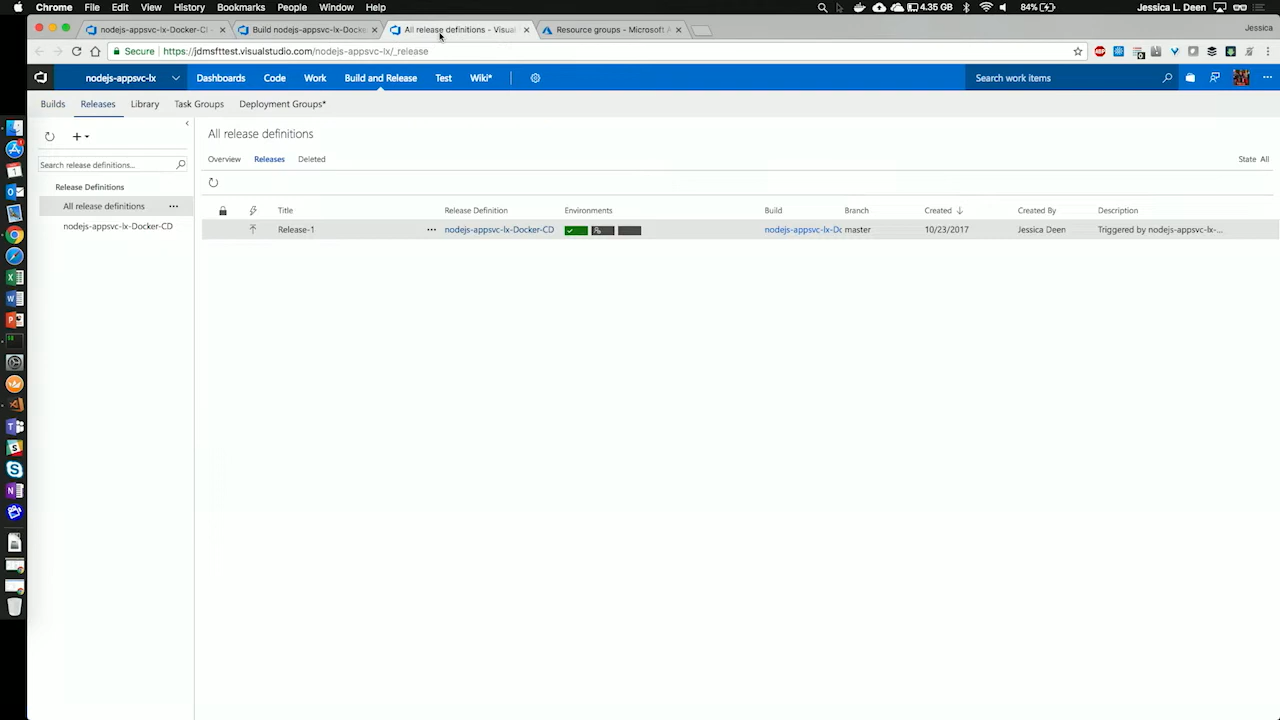 Chrome File Edit View History Bookmarks People Window Help 4.35 GB 84% Jessica L. Deen
nodejs-appsvc-lx-Docker-CD - Build nodejs-appsvc-lx-Docker- All release definitions - Visual Resource groups - Microsoft A Jessica
Secure https://jdmsfttest.visualstudio.com/nodejs-appsvc-lx/_release
nodejs-appsvc-lx Dashboards Code Work Build and Release Test Wiki* Search work items
Builds Releases Library Task Groups Deployment Groups*
All release definitions
Overview Releases Deleted State All
Search release definitions...
Release Definitions
All release definitions
nodejs-appsvc-lx-Docker-CD
Title Release Definition Environments Build Branch Created Created By Description
Release-1 nodejs-appsvc-lx-Docker-CD nodejs-appsvc-lx-Dc master 10/23/2017 Jessica Deen Triggered by nodejs-appsvc-lx-...